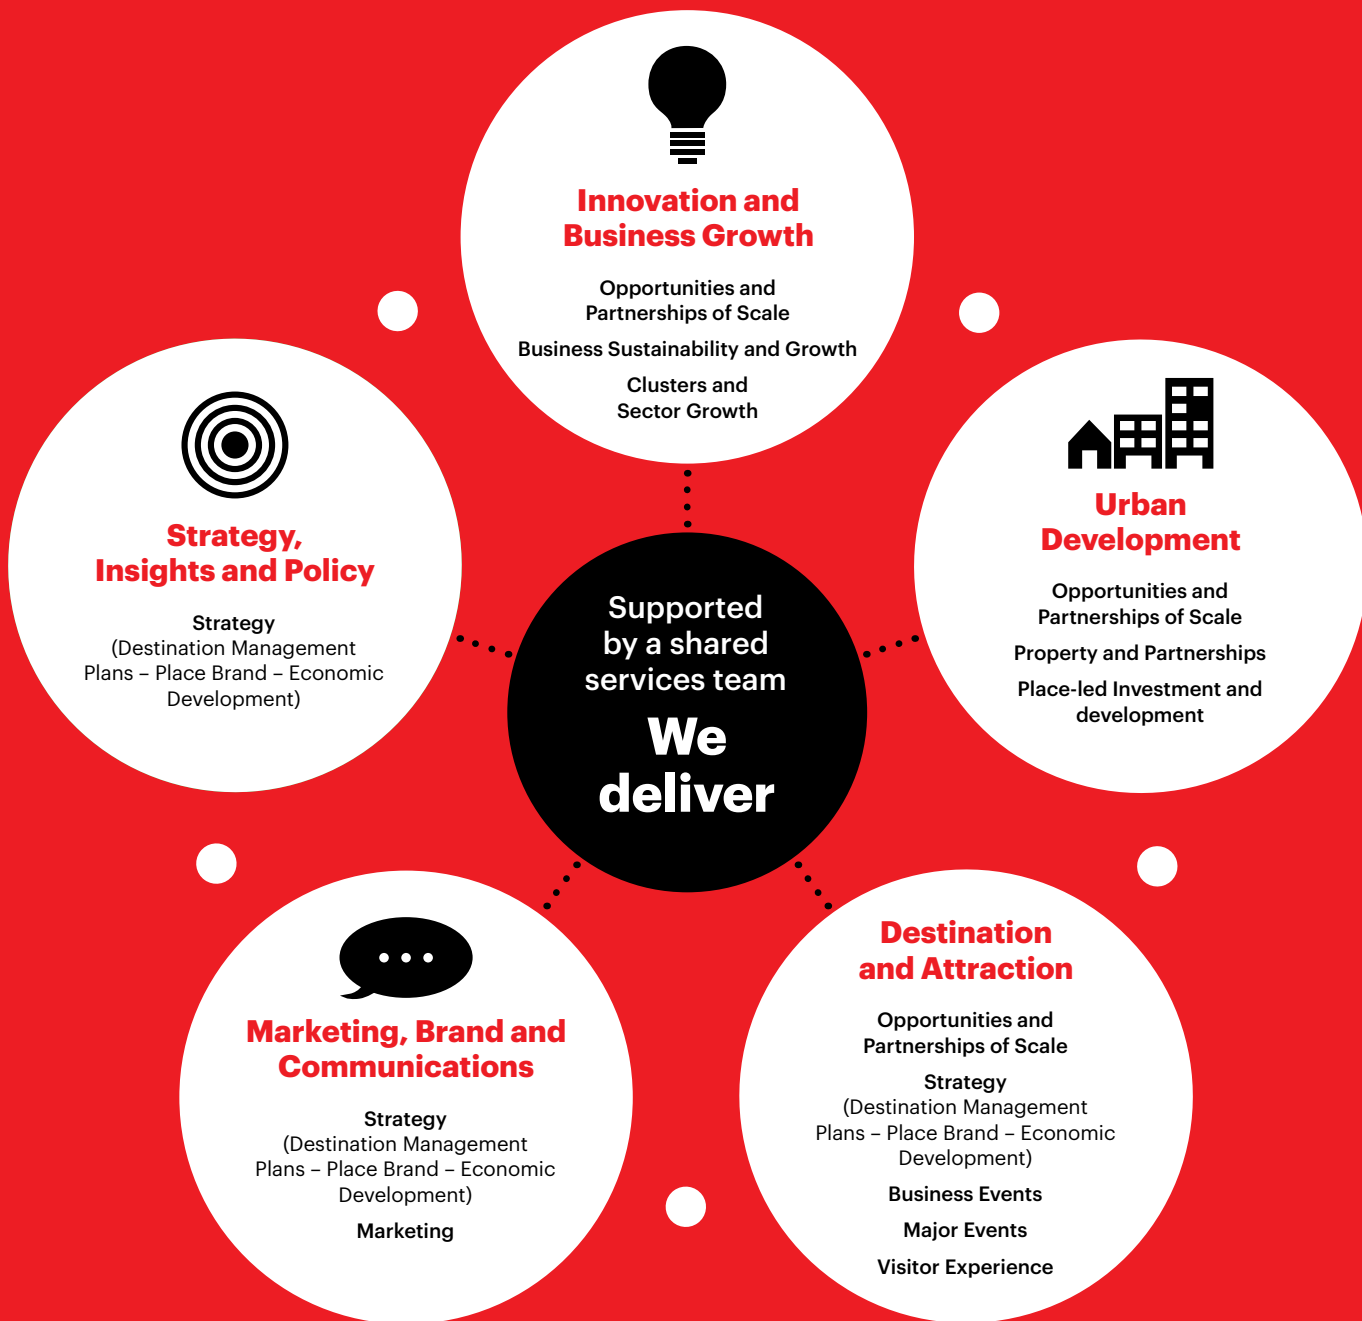 Innovation and
Business Growth
Opportunities and
Partnerships of Scale
Business Sustainability and Growth
Clusters and
Sector Growth
Strategy,
Insights and Policy
Strategy
(Destination Management
Plans – Place Brand – Economic
Development)
Urban
Development
Opportunities and
Partnerships of Scale
Property and Partnerships
Place-led Investment and
development
Supported
by a shared
services team
We
deliver
Marketing, Brand and
Communications
Strategy
(Destination Management
Plans – Place Brand – Economic
Development)
Marketing
Destination
and Attraction
Opportunities and
Partnerships of Scale
Strategy
(Destination Management
Plans – Place Brand – Economic
Development)
Business Events
Major Events
Visitor Experience